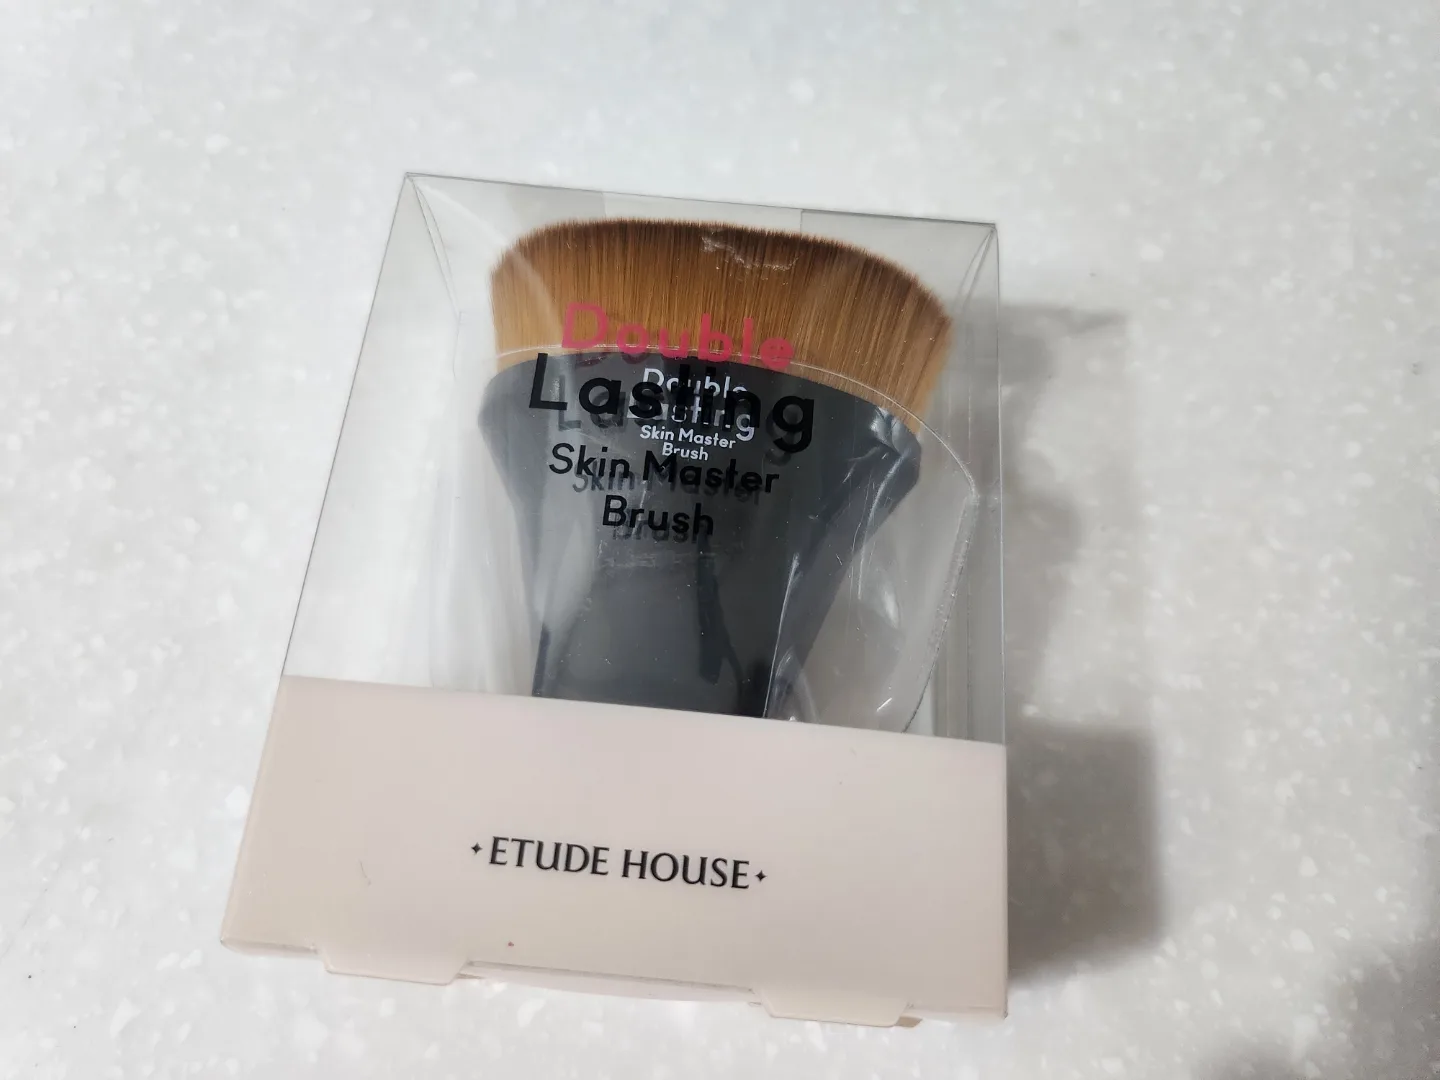 Double
Lasting
Skin Master
Brush
Double
Lasting
Skin Master
Brush
ETUDE HOUSE